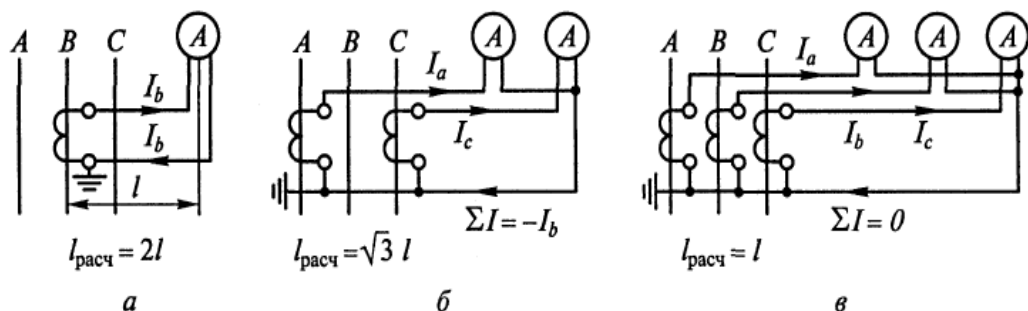 A B C A
I_b
I_b
l
l_расч = 2l
а
A B C A A
I_a
I_c
ΣI = −I_b
l_расч = √3 l
б
A B C A A A
I_a
I_b I_c
ΣI = 0
l_расч = l
в